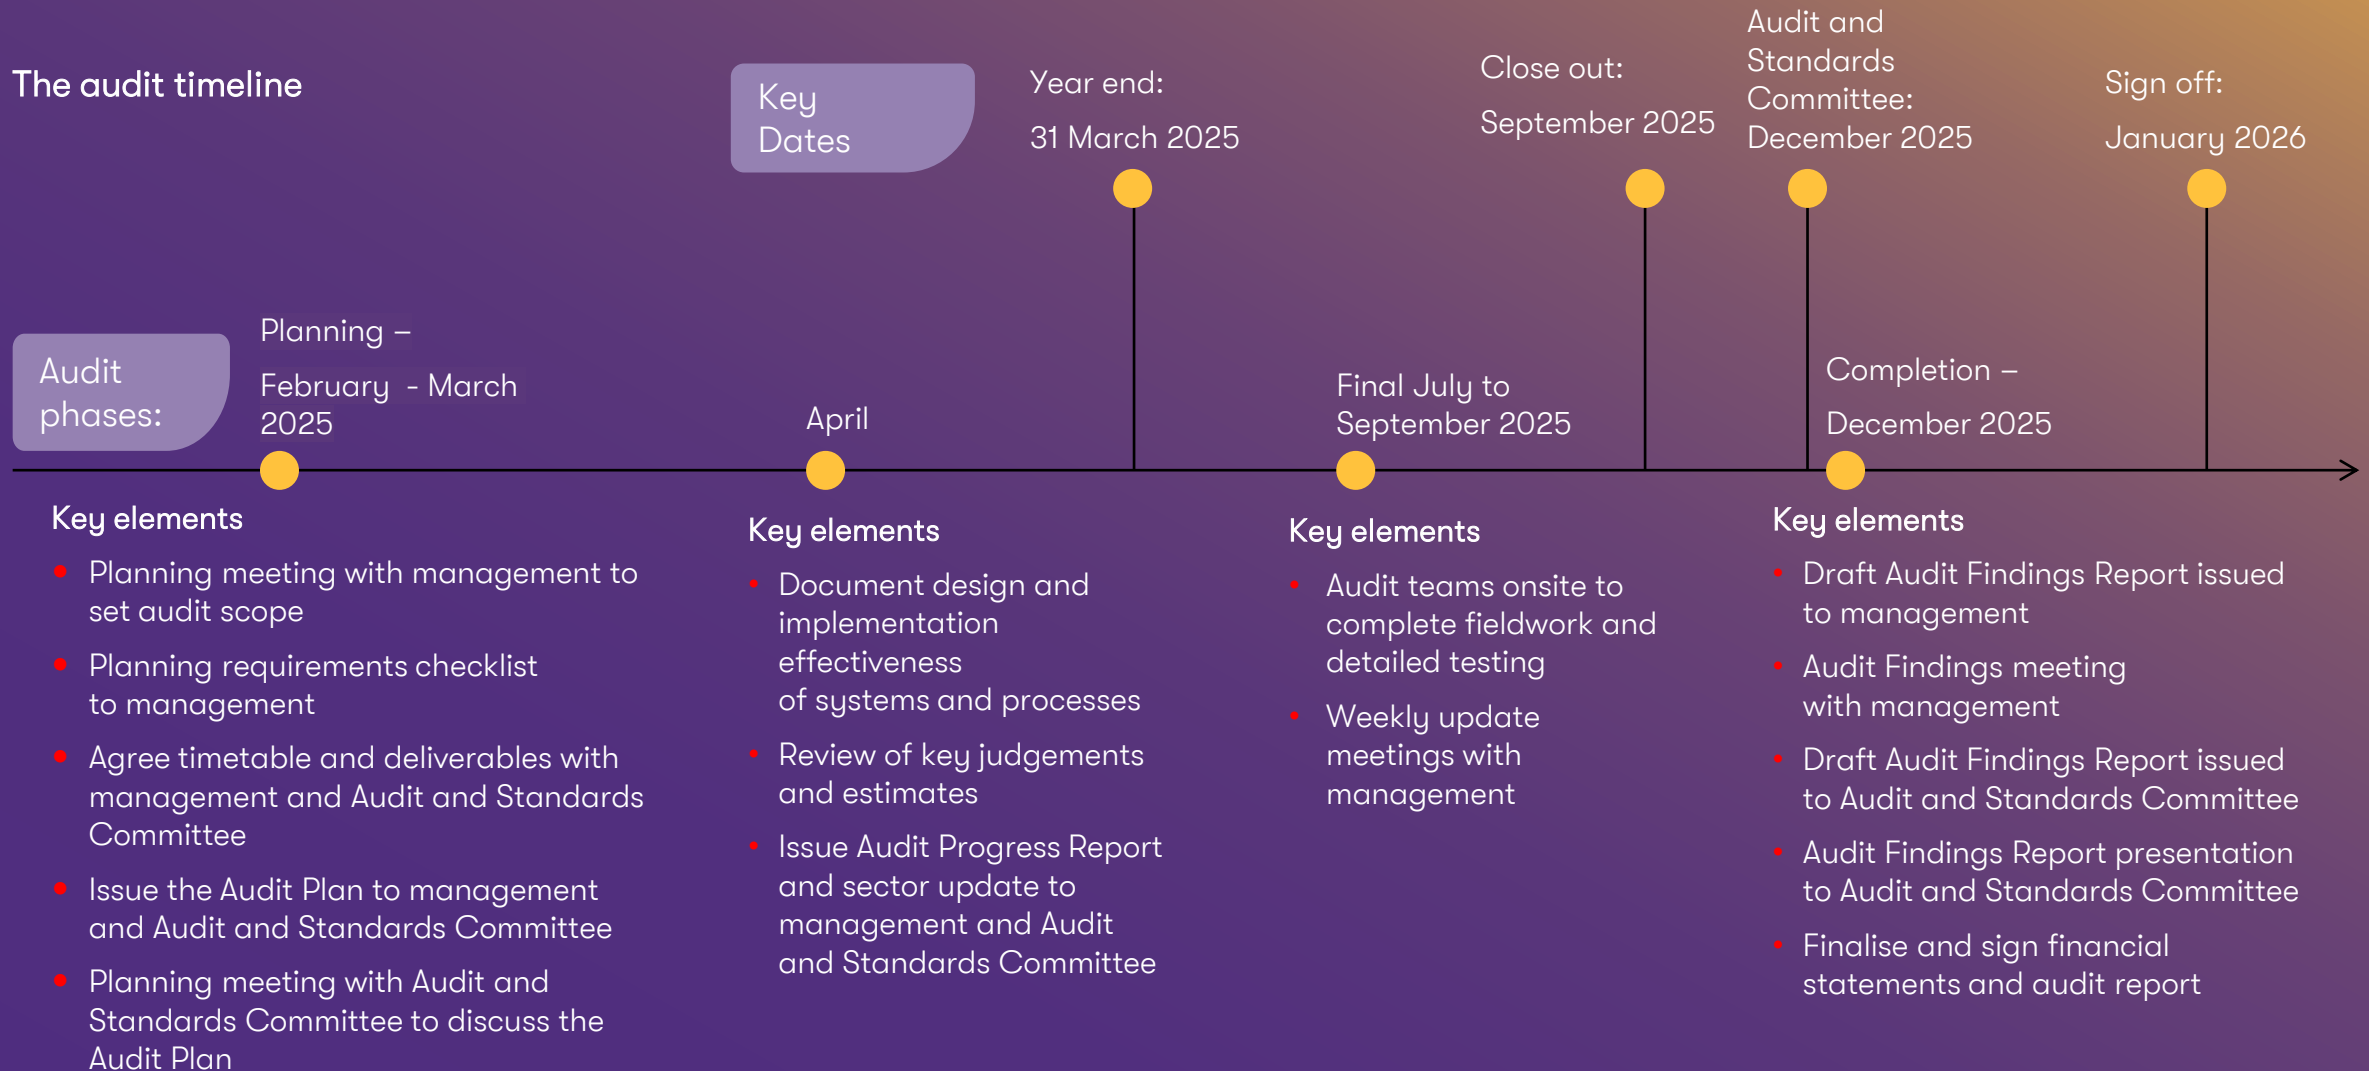 The audit timeline
Key
Dates
Year end:
31 March 2025
Close out:
September 2025
Audit and
Standards
Committee:
December 2025
Sign off:
January 2026
Audit
phases:
Planning –
February  - March
2025
April
Final July to
September 2025
Completion –
December 2025
Key elements
• Planning meeting with management to
set audit scope
• Planning requirements checklist
to management
• Agree timetable and deliverables with
management and Audit and Standards
Committee
• Issue the Audit Plan to management
and Audit and Standards Committee
• Planning meeting with Audit and
Standards Committee to discuss the
Audit Plan
Key elements
• Document design and
implementation
effectiveness
of systems and processes
• Review of key judgements
and estimates
• Issue Audit Progress Report
and sector update to
management and Audit
and Standards Committee
Key elements
• Audit teams onsite to
complete fieldwork and
detailed testing
• Weekly update
meetings with
management
Key elements
• Draft Audit Findings Report issued
to management
• Audit Findings meeting
with management
• Draft Audit Findings Report issued
to Audit and Standards Committee
• Audit Findings Report presentation
to Audit and Standards Committee
• Finalise and sign financial
statements and audit report